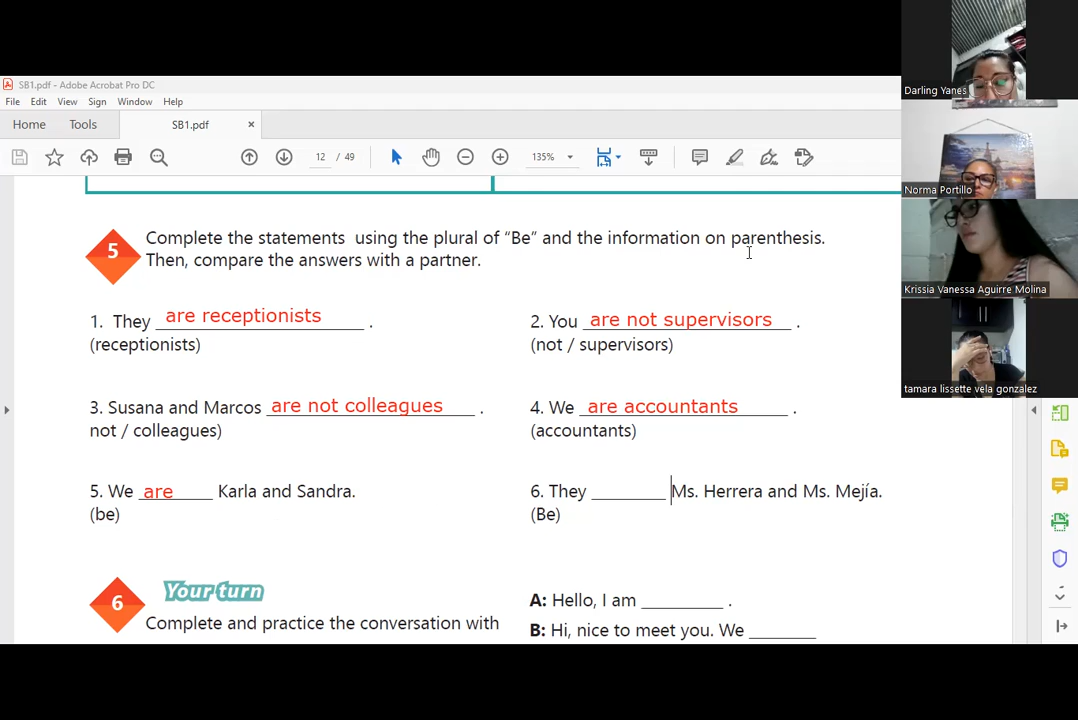 SB1.pdf - Adobe Acrobat Pro DC
File Edit View Sign Window Help
Home Tools SB1.pdf ×
12 / 49 135%
5 Complete the statements using the plural of “Be” and the information on parenthesis.
Then, compare the answers with a partner.
1. They are receptionists .
(receptionists)
2. You are not supervisors .
(not / supervisors)
3. Susana and Marcos are not colleagues .
not / colleagues)
4. We are accountants .
(accountants)
5. We are Karla and Sandra.
(be)
6. They ________ Ms. Herrera and Ms. Mejía.
(Be)
6 Your turn
Complete and practice the conversation with
A: Hello, I am ________ .
B: Hi, nice to meet you. We ________
Darling Yanes
Norma Portillo
Krissia Vanessa Aguirre Molina
tamara lissette vela gonzalez